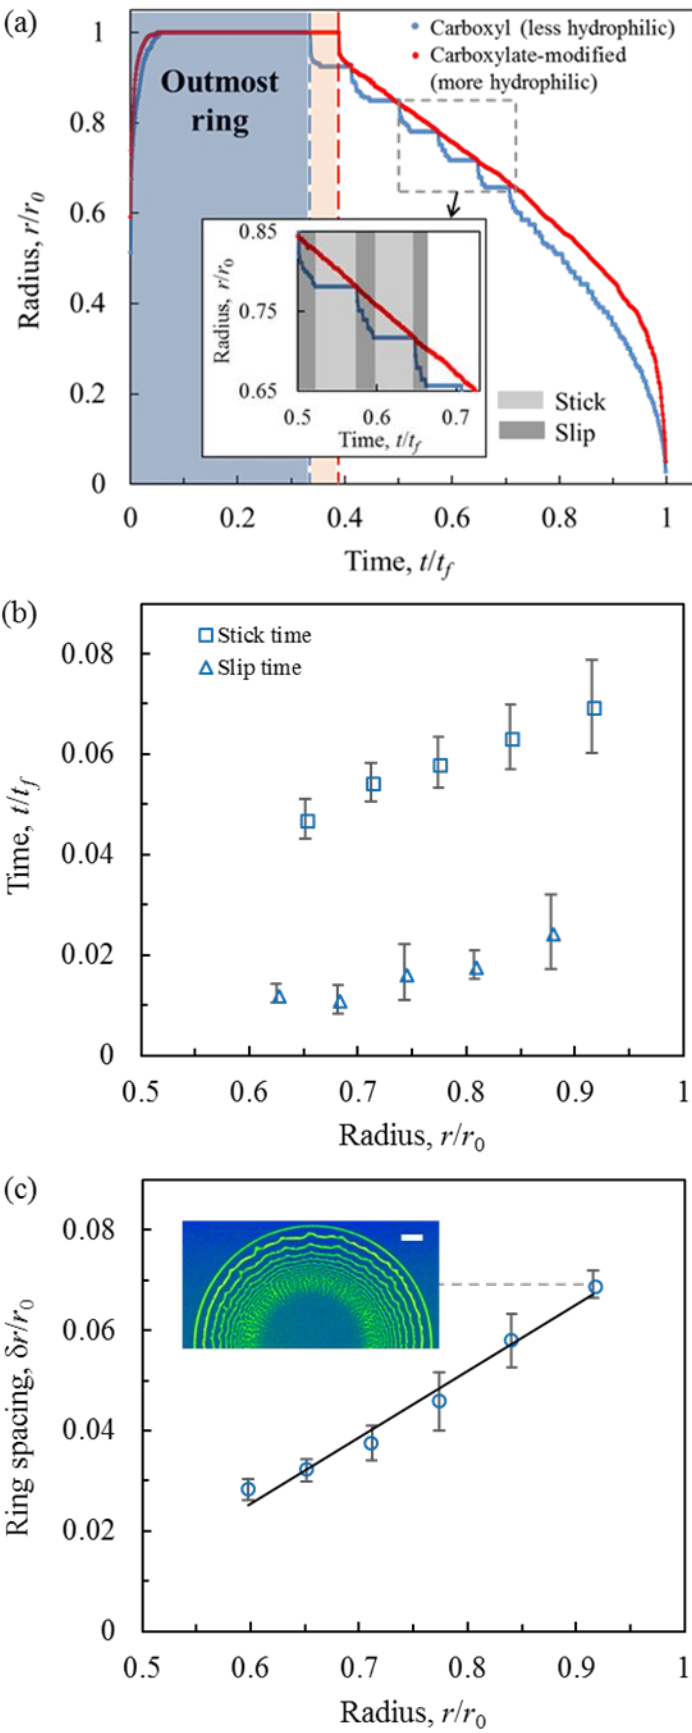 (a)
1
0.8
0.6
0.4
0.2
0
Radius, r/r0
Outmost
ring
Carboxyl (less hydrophilic)
Carboxylate-modified
(more hydrophilic)
0.85
0.75
0.65
Radius, r/r0
0.5 0.6 0.7
Time, t/tf
Stick
Slip
0 0.2 0.4 0.6 0.8 1
Time, t/tf
(b)
Stick time
Slip time
0.08
0.06
0.04
0.02
0
Time, t/tf
0.5 0.6 0.7 0.8 0.9 1
Radius, r/r0
(c)
0.08
0.06
0.04
0.02
0
Ring spacing, δr/r0
0.5 0.6 0.7 0.8 0.9 1
Radius, r/r0